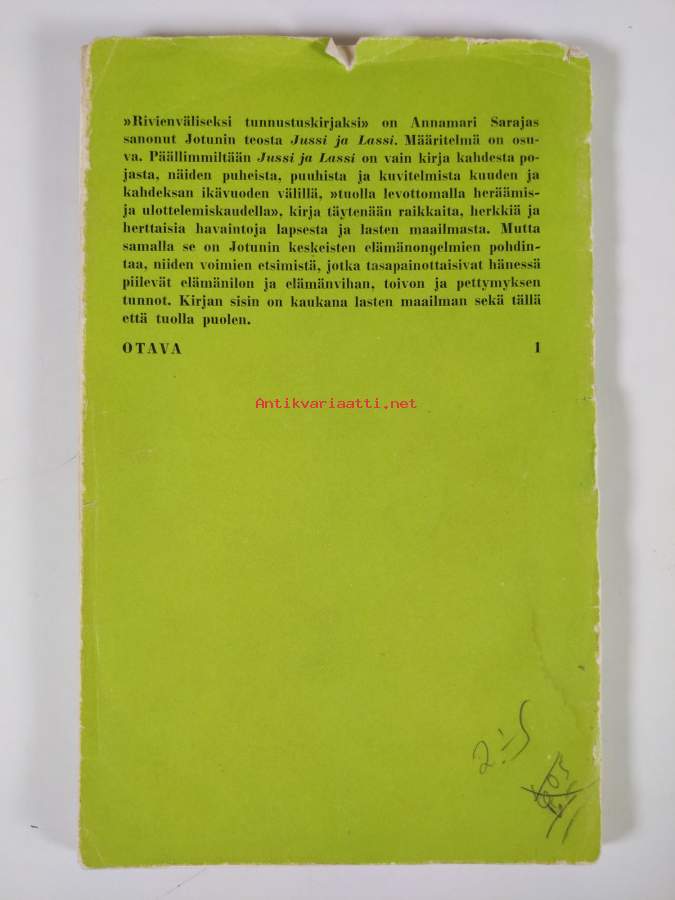 »Rivienväliseksi tunnustuskirjaksi» on Annamari Sarajas
sanonut Jotunin teosta Jussi ja Lassi. Määritelmä on osu-
va. Päällimmiltään Jussi ja Lassi on vain kirja kahdesta po-
jasta, näiden puheista, puuhista ja kuvitelmista kuuden ja
kahdeksan ikävuoden välillä, »tuolla levottomalla heräämis-
ja ulottelemiskaudella», kirja täytenään raikkaita, herkkiä ja
herttaisia havaintoja lapsesta ja lasten maailmasta. Mutta
samalla se on Jotunin keskeisten elämänongelmien pohdin-
taa, niiden voimien etsimistä, jotka tasapainottaisivat hänessä
piilevät elämänilon ja elämänvihan, toivon ja pettymyksen
tunnot. Kirjan sisin on kaukana lasten maailman sekä tällä
että tuolla puolen.
OTAVA 1
Antikvariaatti.net